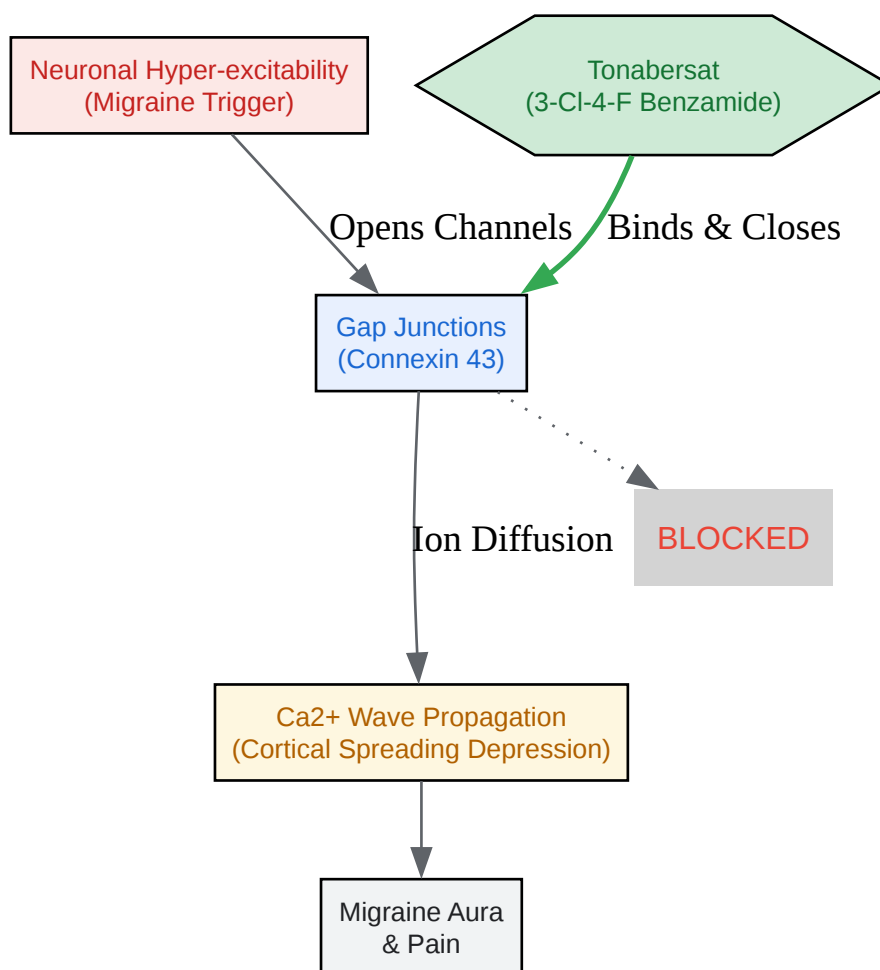 Neuronal Hyper-excitability
(Migraine Trigger)
Tonabersat
(3-Cl-4-F Benzamide)
Opens Channels
Binds & Closes
Gap Junctions
(Connexin 43)
Ion Diffusion
BLOCKED
Ca2+ Wave Propagation
(Cortical Spreading Depression)
Migraine Aura
& Pain